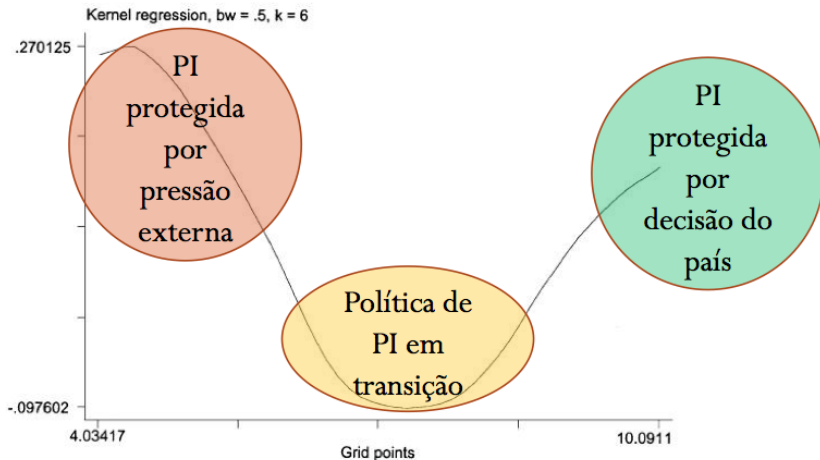 Kernel regression, bw = .5, k = 6
.270125
PI
protegida
por
pressão
externa
PI
protegida
por
decisão do
país
Política de
PI em
transição
-.097602
4.03417
10.0911
Grid points